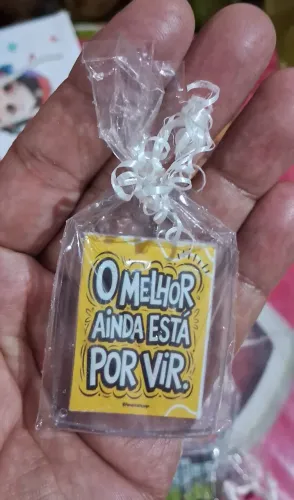 O MELHOR
AINDA ESTÁ
POR VIR.